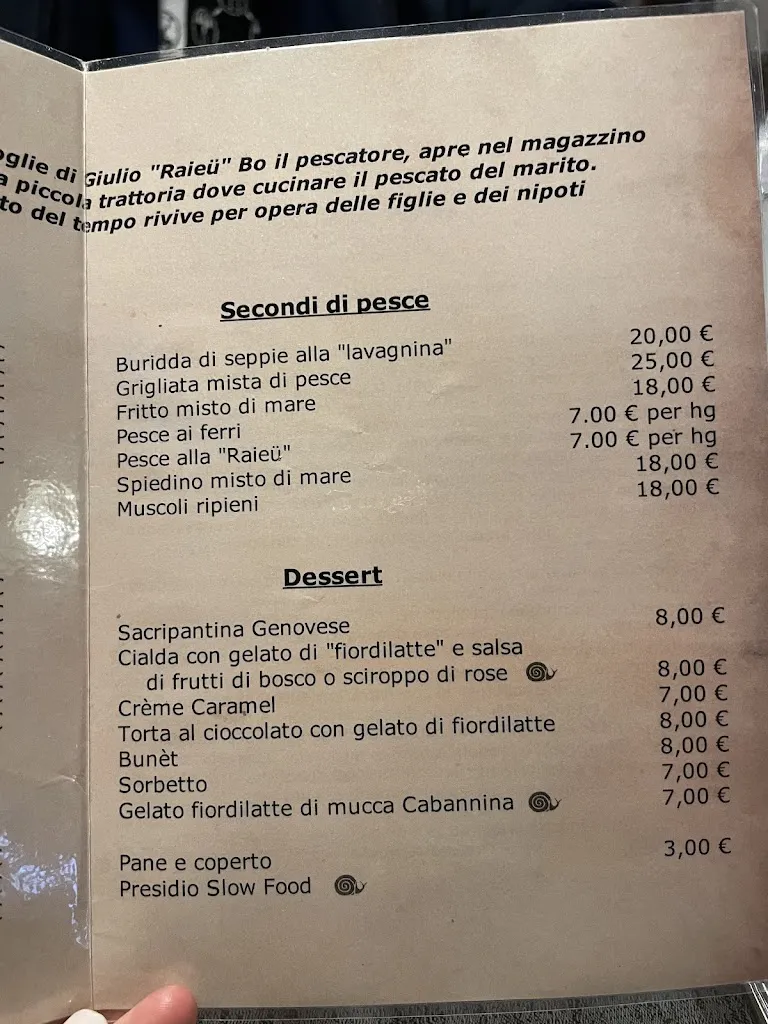 oglie di Giulio "Raieü" Bo il pescatore, apre nel magazzino
a piccola trattoria dove cucinare il pescato del marito.
to del tempo rivive per opera delle figlie e dei nipoti
Secondi di pesce
Buridda di seppie alla "lavagnina" 20,00 €
Grigliata mista di pesce 25,00 €
Fritto misto di mare 18,00 €
Pesce ai ferri 7.00 € per hg
Pesce alla "Raieü" 7.00 € per hg
Spiedino misto di mare 18,00 €
Muscoli ripieni 18,00 €
Dessert
Sacripantina Genovese 8,00 €
Cialda con gelato di "fiordilatte" e salsa
di frutti di bosco o sciroppo di rose 8,00 €
Crème Caramel 7,00 €
Torta al cioccolato con gelato di fiordilatte 8,00 €
Bunèt 8,00 €
Sorbetto 7,00 €
Gelato fiordilatte di mucca Cabannina 7,00 €
Pane e coperto 3,00 €
Presidio Slow Food